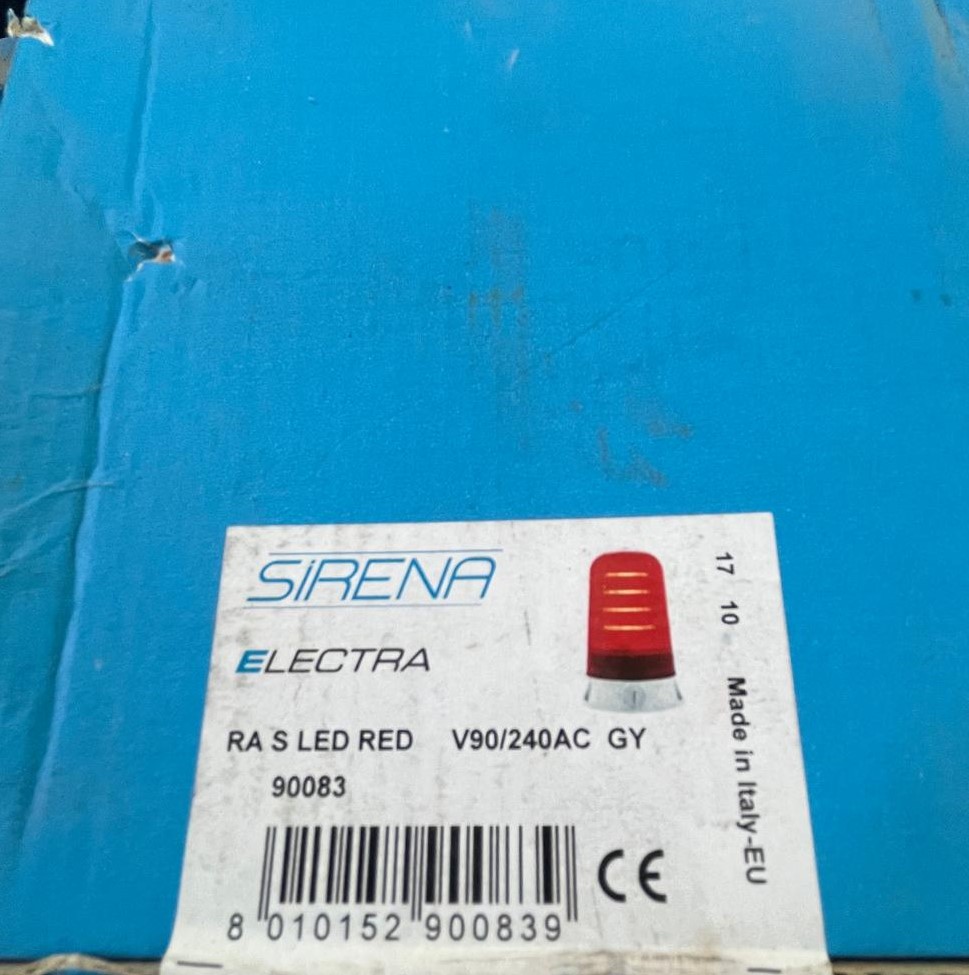 SiRENA
ELECTRA
RA S LED RED V90/240AC GY
90083
8 010152 900839
CE
17 10 Made in Italy-EU